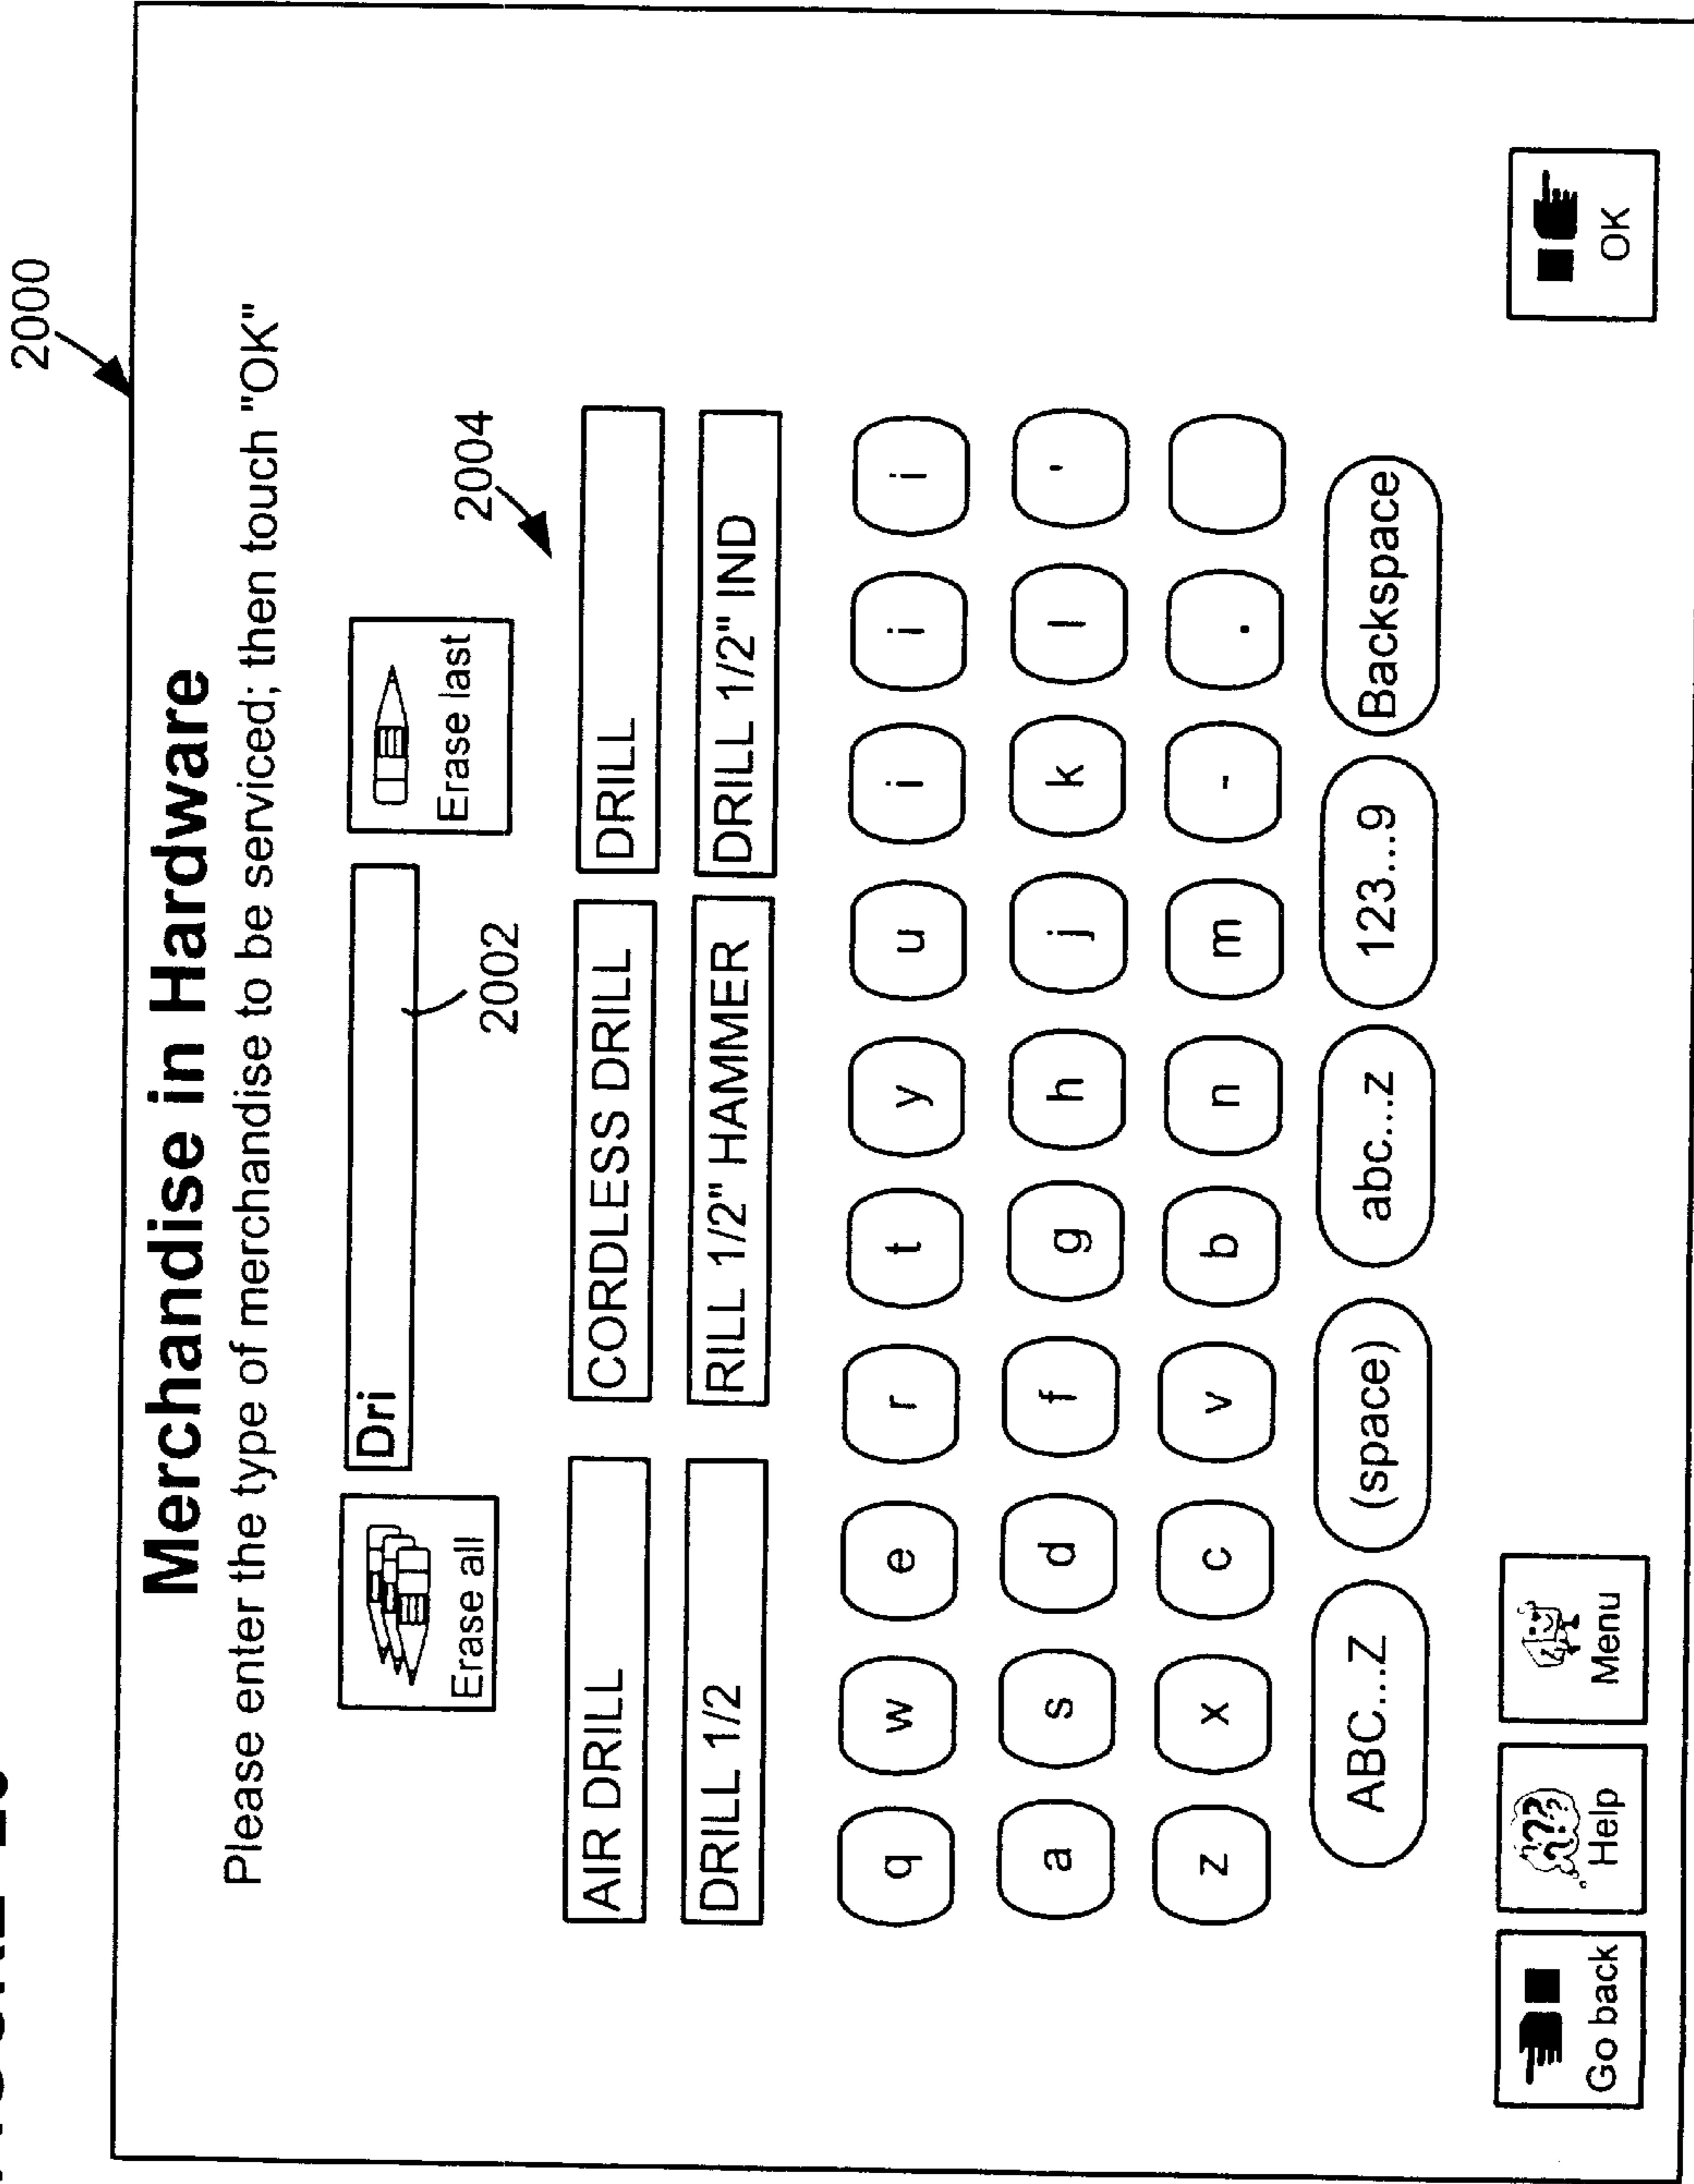 2000
Merchandise in Hardware
Please enter the type of merchandise to be serviced; then touch "OK"
Erase all Dri Erase last
2002 2004
AIR DRILL CORDLESS DRILL DRILL
DRILL 1/2 RILL 1/2" HAMMER DRILL 1/2" IND
q w e r t y u i i i
a s d f g h j k l '
z x c v b n m - .
ABC...Z (space) abc...z 123...9 Backspace
Go back ??? Help Menu OK